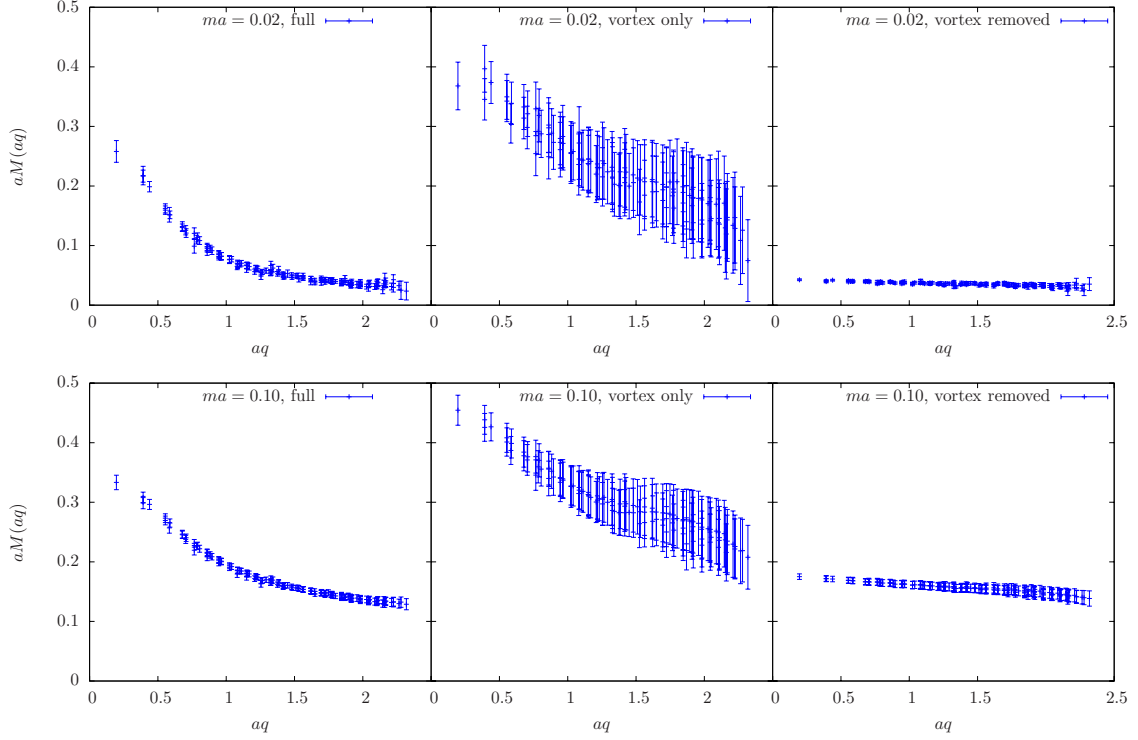 ma = 0.02, full
ma = 0.02, vortex only
ma = 0.02, vortex removed
0.5
0.4
0.3
0.2
0.1
0
aM(aq)
0 0.5 1 1.5 2
0 0.5 1 1.5 2
0 0.5 1 1.5 2 2.5
aq
aq
aq
ma = 0.10, full
ma = 0.10, vortex only
ma = 0.10, vortex removed
0.5
0.4
0.3
0.2
0.1
0
aM(aq)
0 0.5 1 1.5 2
0 0.5 1 1.5 2
0 0.5 1 1.5 2 2.5
aq
aq
aq